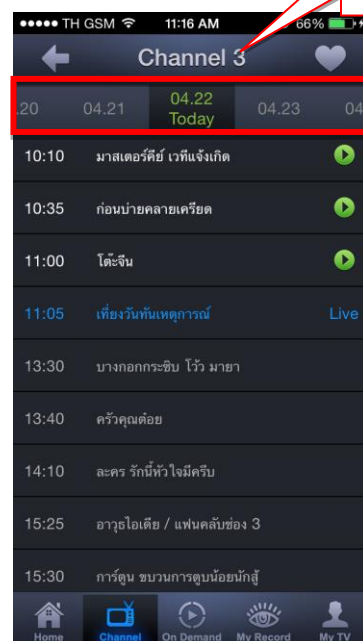 TH GSM 11:16 AM 66%
Channel 3
.20 04.21 04.22 04.23 04
Today
10:10 มาสเตอร์คีย์ เวทีแจ้งเกิด
10:35 ก่อนบ่ายคลายเครียด
11:00 โต๊ะจีน
11:05 เที่ยงวันทันเหตุการณ์ Live
13:30 บางกอกกระซิบ โว้ว มายา
13:40 ครัวคุณต๋อย
14:10 ละคร รักนี้หัวใจมีครีบ
15:25 อาวุธไอเดีย / แฟนคลับช่อง 3
15:30 การ์ตูน ขบวนการตูบน้อยนักสู้
Home Channel On Demand My Record My TV